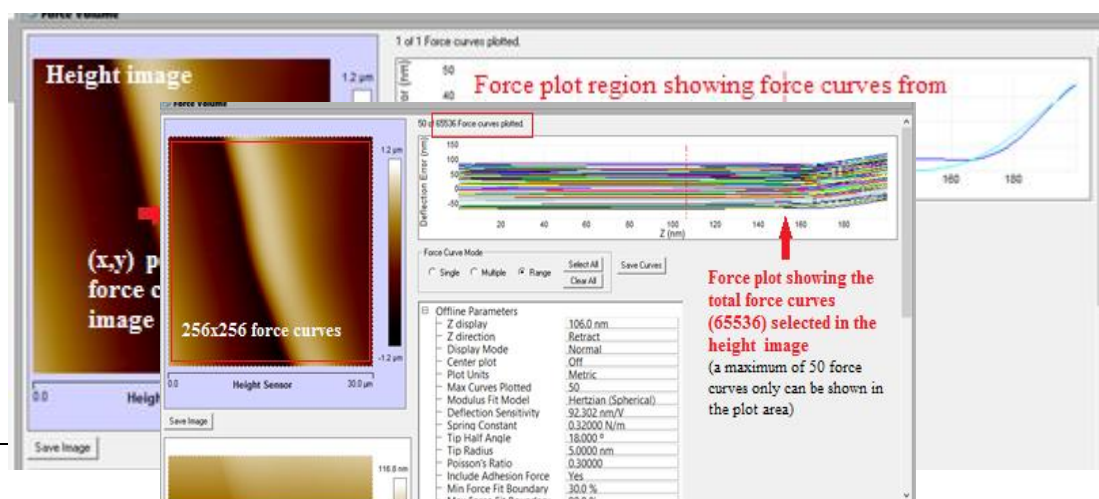 Force Volume
1 of 1 Force curves plotted.
Height image
1.2 µm
50
40
Force plot region showing force curves from
160
180
(x,y)
force
image
0.0
Save Image
Force Volume
50 of 65536 Force curves plotted.
1.2 µm
-1.2 µm
256x256 force curves
0.0
Height Sensor
30.0 µm
Save Image
116.8 nm
Deflection Error (nm)
150
100
50
0
-50
20
40
60
80
100
120
140
160
180
Z (nm)
Force Curve Mode
Single
Multiple
Range
Select All
Clear All
Save Curves
Offline Parameters
Z display 106.0 nm
Z direction Retract
Display Mode Normal
Center plot Off
Plot Units Metric
Max Curves Plotted 50
Modulus Fit Model Hertzian (Spherical)
Deflection Sensitivity 92.302 nm/V
Spring Constant 0.32000 N/m
Tip Half Angle 18.000 º
Tip Radius 5.0000 nm
Poisson's Ratio 0.30000
Include Adhesion Force Yes
Min Force Fit Boundary 30.0 %
Force plot showing the
total force curves
(65536) selected in the
height image
(a maximum of 50 force
curves only can be shown in
the plot area)